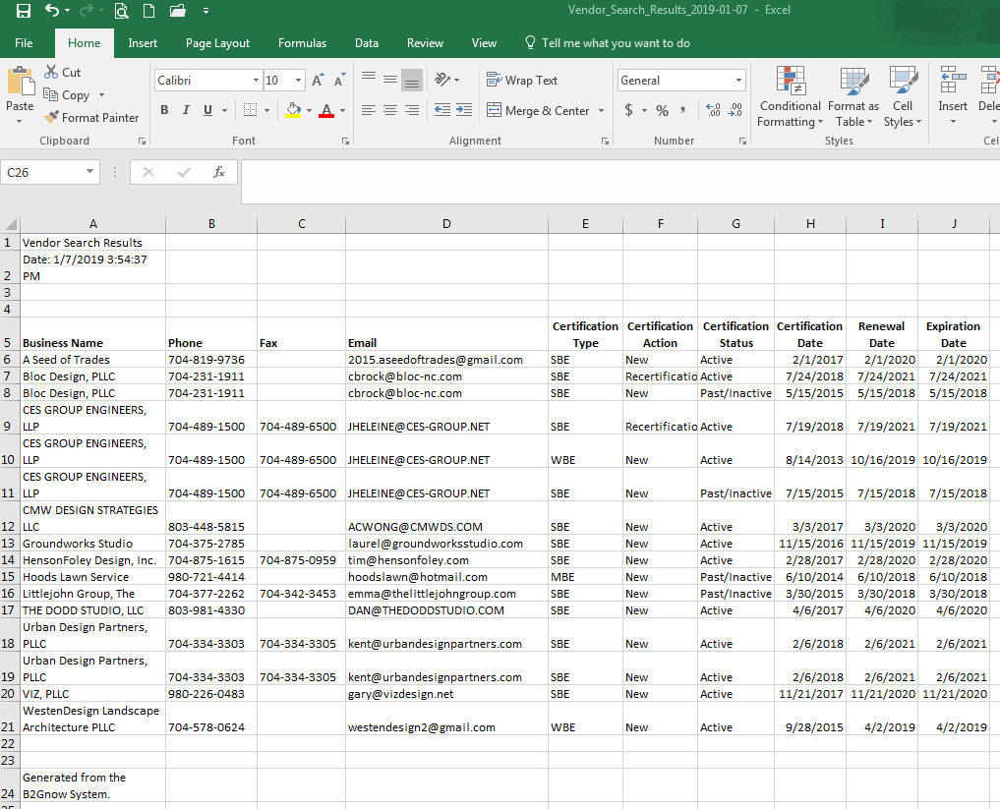 Vendor_Search_Results_2019-01-07 - Excel
File Home Insert Page Layout Formulas Data Review View Tell me what you want to do
Cut
Copy
Format Painter
Paste
Clipboard
Calibri 10
B I U
Font
Wrap Text
Merge & Center
Alignment
General
$ % ,
Number
Conditional Formatting
Format as Table
Cell Styles
Styles
Insert
Dele
Cel
C26 fx
A B C D E F G H I J
1 Vendor Search Results
Date: 1/7/2019 3:54:37
2 PM
3
4
Certification Certification Certification Certification Renewal Expiration
5 Business Name Phone Fax Email Type Action Status Date Date Date
6 A Seed of Trades 704-819-9736 2015.aseedoftrades@gmail.com SBE New Active 2/1/2017 2/1/2020 2/1/2020
7 Bloc Design, PLLC 704-231-1911 cbrock@bloc-nc.com SBE Recertificatio Active 7/24/2018 7/24/2021 7/24/2021
8 Bloc Design, PLLC 704-231-1911 cbrock@bloc-nc.com SBE New Past/Inactive 5/15/2015 5/15/2018 5/15/2018
CES GROUP ENGINEERS,
9 LLP 704-489-1500 704-489-6500 JHELEINE@CES-GROUP.NET SBE Recertificatio Active 7/19/2018 7/19/2021 7/19/2021
CES GROUP ENGINEERS,
10 LLP 704-489-1500 704-489-6500 JHELEINE@CES-GROUP.NET WBE New Active 8/14/2013 10/16/2019 10/16/2019
CES GROUP ENGINEERS,
11 LLP 704-489-1500 704-489-6500 JHELEINE@CES-GROUP.NET SBE New Past/Inactive 7/15/2015 7/15/2018 7/15/2018
CMW DESIGN STRATEGIES
12 LLC 803-448-5815 ACWONG@CMWDS.COM SBE New Active 3/3/2017 3/3/2020 3/3/2020
13 Groundworks Studio 704-375-2785 laurel@groundworksstudio.com SBE New Active 11/15/2016 11/15/2019 11/15/2019
14 HensonFoley Design, Inc. 704-875-1615 704-875-0959 tim@hensonfoley.com SBE New Active 2/28/2017 2/28/2020 2/28/2020
15 Hoods Lawn Service 980-721-4414 hoodslawn@hotmail.com MBE New Past/Inactive 6/10/2014 6/10/2018 6/10/2018
16 Littlejohn Group, The 704-377-2262 704-342-3453 emma@thelittlejohngroup.com SBE New Past/Inactive 3/30/2015 3/30/2018 3/30/2018
17 THE DODD STUDIO, LLC 803-981-4330 DAN@THEDODDSTUDIO.COM SBE New Active 4/6/2017 4/6/2020 4/6/2020
Urban Design Partners,
18 PLLC 704-334-3303 704-334-3305 kent@urbandesignpartners.com SBE New Active 2/6/2018 2/6/2021 2/6/2021
Urban Design Partners,
19 PLLC 704-334-3303 704-334-3305 kent@urbandesignpartners.com SBE New Active 2/6/2018 2/6/2021 2/6/2021
20 VIZ, PLLC 980-226-0483 gary@vizdesign.net SBE New Active 11/21/2017 11/21/2020 11/21/2020
WestenDesign Landscape
21 Architecture PLLC 704-578-0624 westendesign2@gmail.com WBE New Active 9/28/2015 4/2/2019 4/2/2019
22
23
Generated from the
24 B2Gnow System.